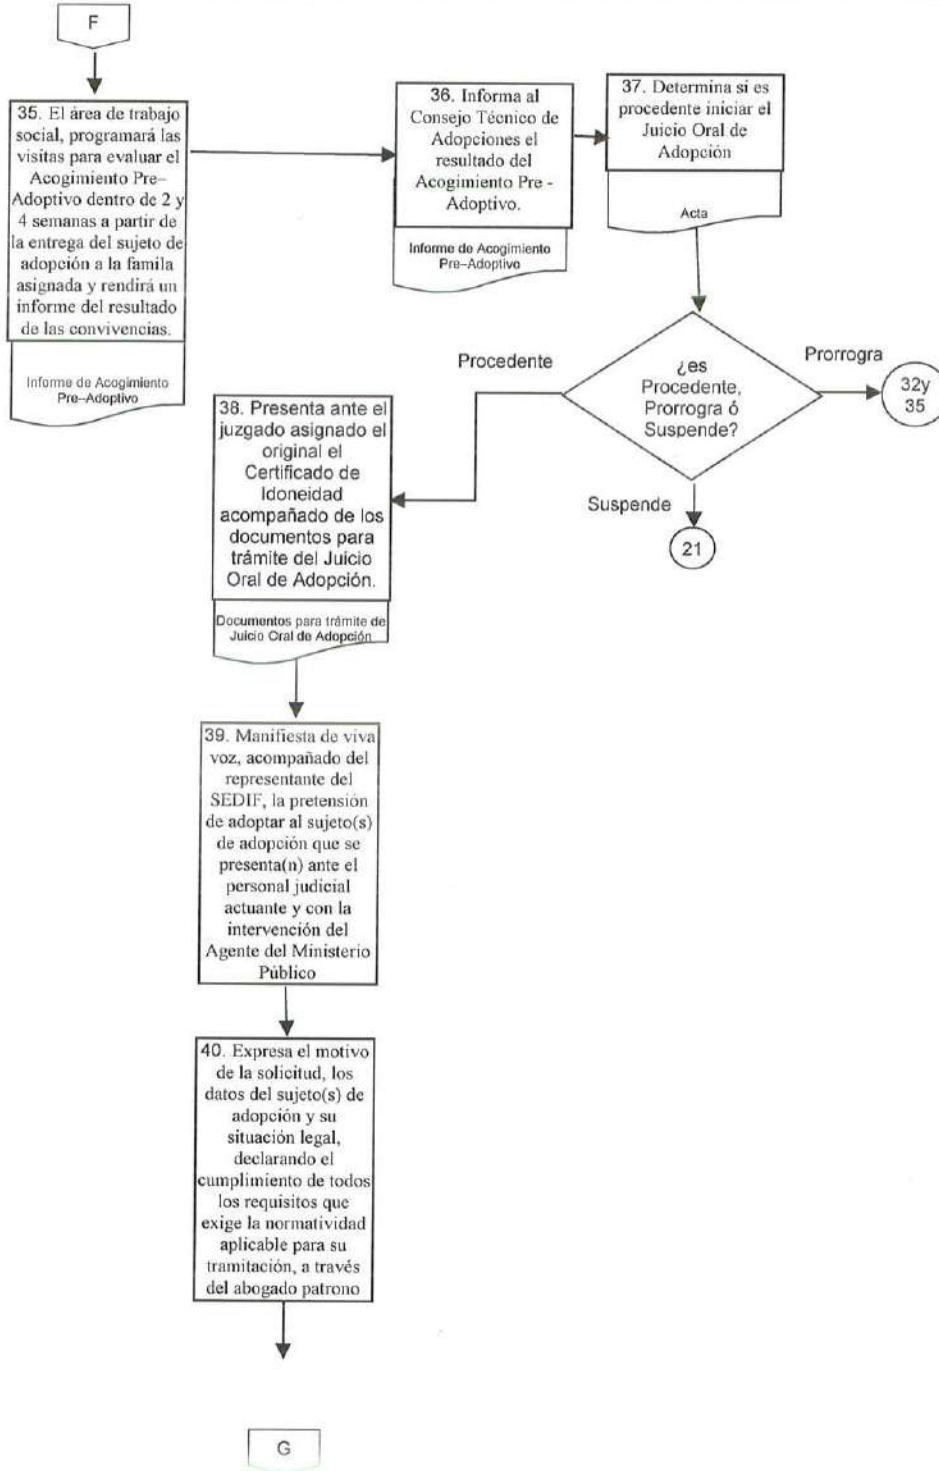 F
35. El área de trabajo
social, programará las
visitas para evaluar el
Acogimiento Pre–
Adoptivo dentro de 2 y
4 semanas a partir de
la entrega del sujeto de
adopción a la famila
asignada y rendirá un
informe del resultado
de las convivencias.
Informe de Acogimiento
Pre–Adoptivo
36. Informa al
Consejo Técnico de
Adopciones el
resultado del
Acogimiento Pre -
Adoptivo.
Informe de Acogimiento
Pre–Adoptivo
37. Determina si es
procedente iniciar el
Juicio Oral de
Adopción
Acta
¿es
Procedente,
Prorrogra ó
Suspende?
Procedente
Prorrogra
32y
35
Suspende
21
38. Presenta ante el
juzgado asignado el
original el
Certificado de
Idoneidad
acompañado de los
documentos para
trámite del Juicio
Oral de Adopción.
Documentos para trámite de
Juicio Oral de Adopción
39. Manifiesta de viva
voz, acompañado del
representante del
SEDIF, la pretensión
de adoptar al sujeto(s)
de adopción que se
presenta(n) ante el
personal judicial
actuante y con la
intervención del
Agente del Ministerio
Público
40. Expresa el motivo
de la solicitud, los
datos del sujeto(s) de
adopción y su
situación legal,
declarando el
cumplimiento de todos
los requisitos que
exige la normatividad
aplicable para su
tramitación, a través
del abogado patrono
G